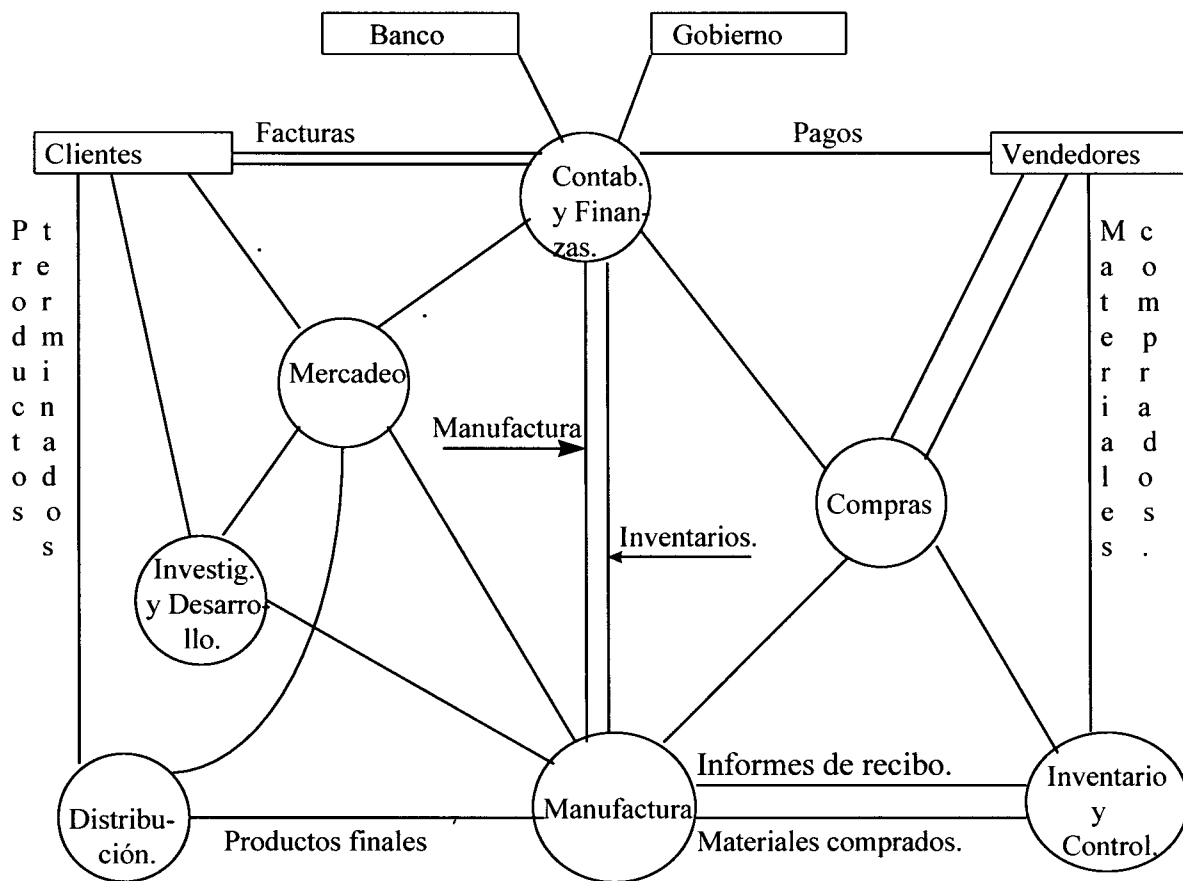 Banco
Gobierno
Facturas
Pagos
Clientes
Vendedores
Contab.
y Finan-
zas.
Productos
terminados
Materiales
comprados.
Mercadeo
Manufactura
Compras
Inventarios.
Investig.
y Desarro-
llo.
Informes de recibo.
Inventario
y
Control.
Manufactura
Distribu-
ción.
Productos finales
Materiales comprados.